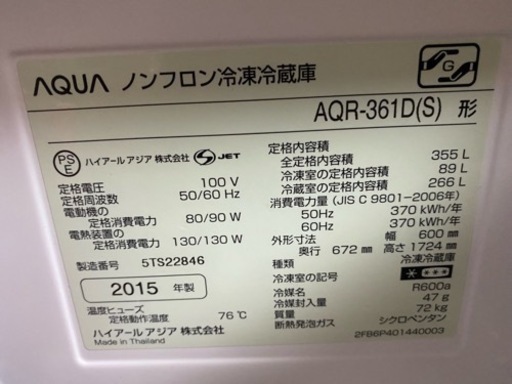 AQUA ノンフロン冷凍冷蔵庫
G
AQR-361D(S) 形
PS E ハイアール アジア 株式会社 S JET
定格電圧 100 V
定格周波数 50/60 Hz
電動機の
定格消費電力 80/90 W
電熱装置の
定格消費電力 130/130 W
製造番号 5TS22846
2015 年製
温度ヒューズ
定格動作温度 76℃
ハイアール アジア 株式会社
Made in Thailand
定格内容積
全定格内容積 355 L
冷凍室の定格内容積 89 L
冷蔵室の定格内容積 266 L
消費電力量 (JIS C 9801-2006年)
50Hz 370 kWh/年
60Hz 370 kWh/年
外形寸法 幅 600 mm
奥行 672 mm 高さ 1724 mm
種類 冷凍冷蔵庫
冷凍室の記号
冷媒名 R600a
冷媒封入量 47 g
質量 72 kg
断熱発泡ガス シクロペンタン
2FB6P401440003